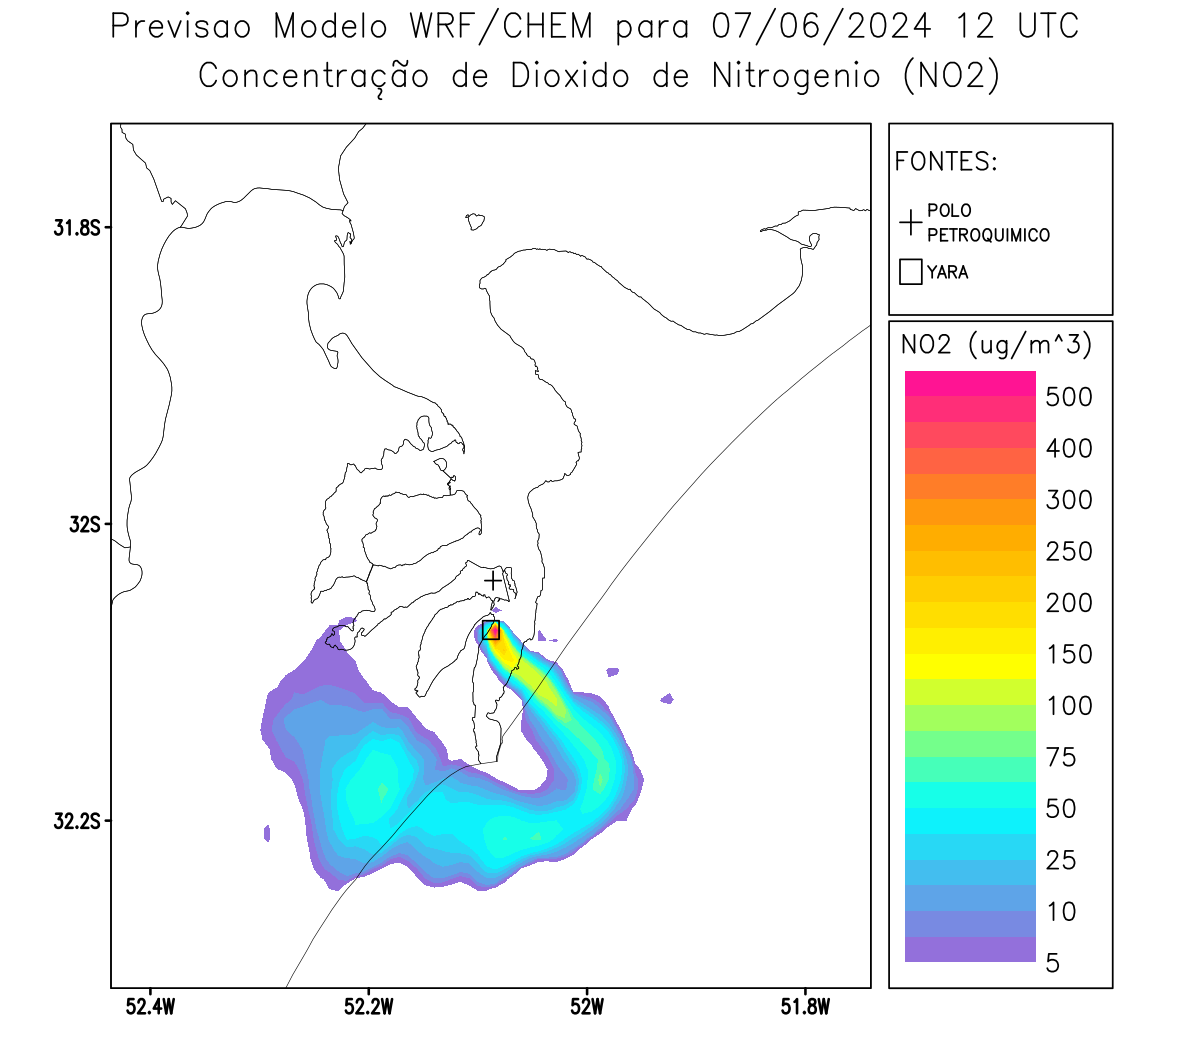 Previsao Modelo WRF/CHEM para 07/06/2024 12 UTC
Concentração de Dioxido de Nitrogenio (NO2)
FONTES:
POLO
PETROQUIMICO
YARA
31.8S
32S
32.2S
52.4W
52.2W
52W
51.8W
NO2 (ug/m^3)
500
400
300
250
200
150
100
75
50
25
10
5